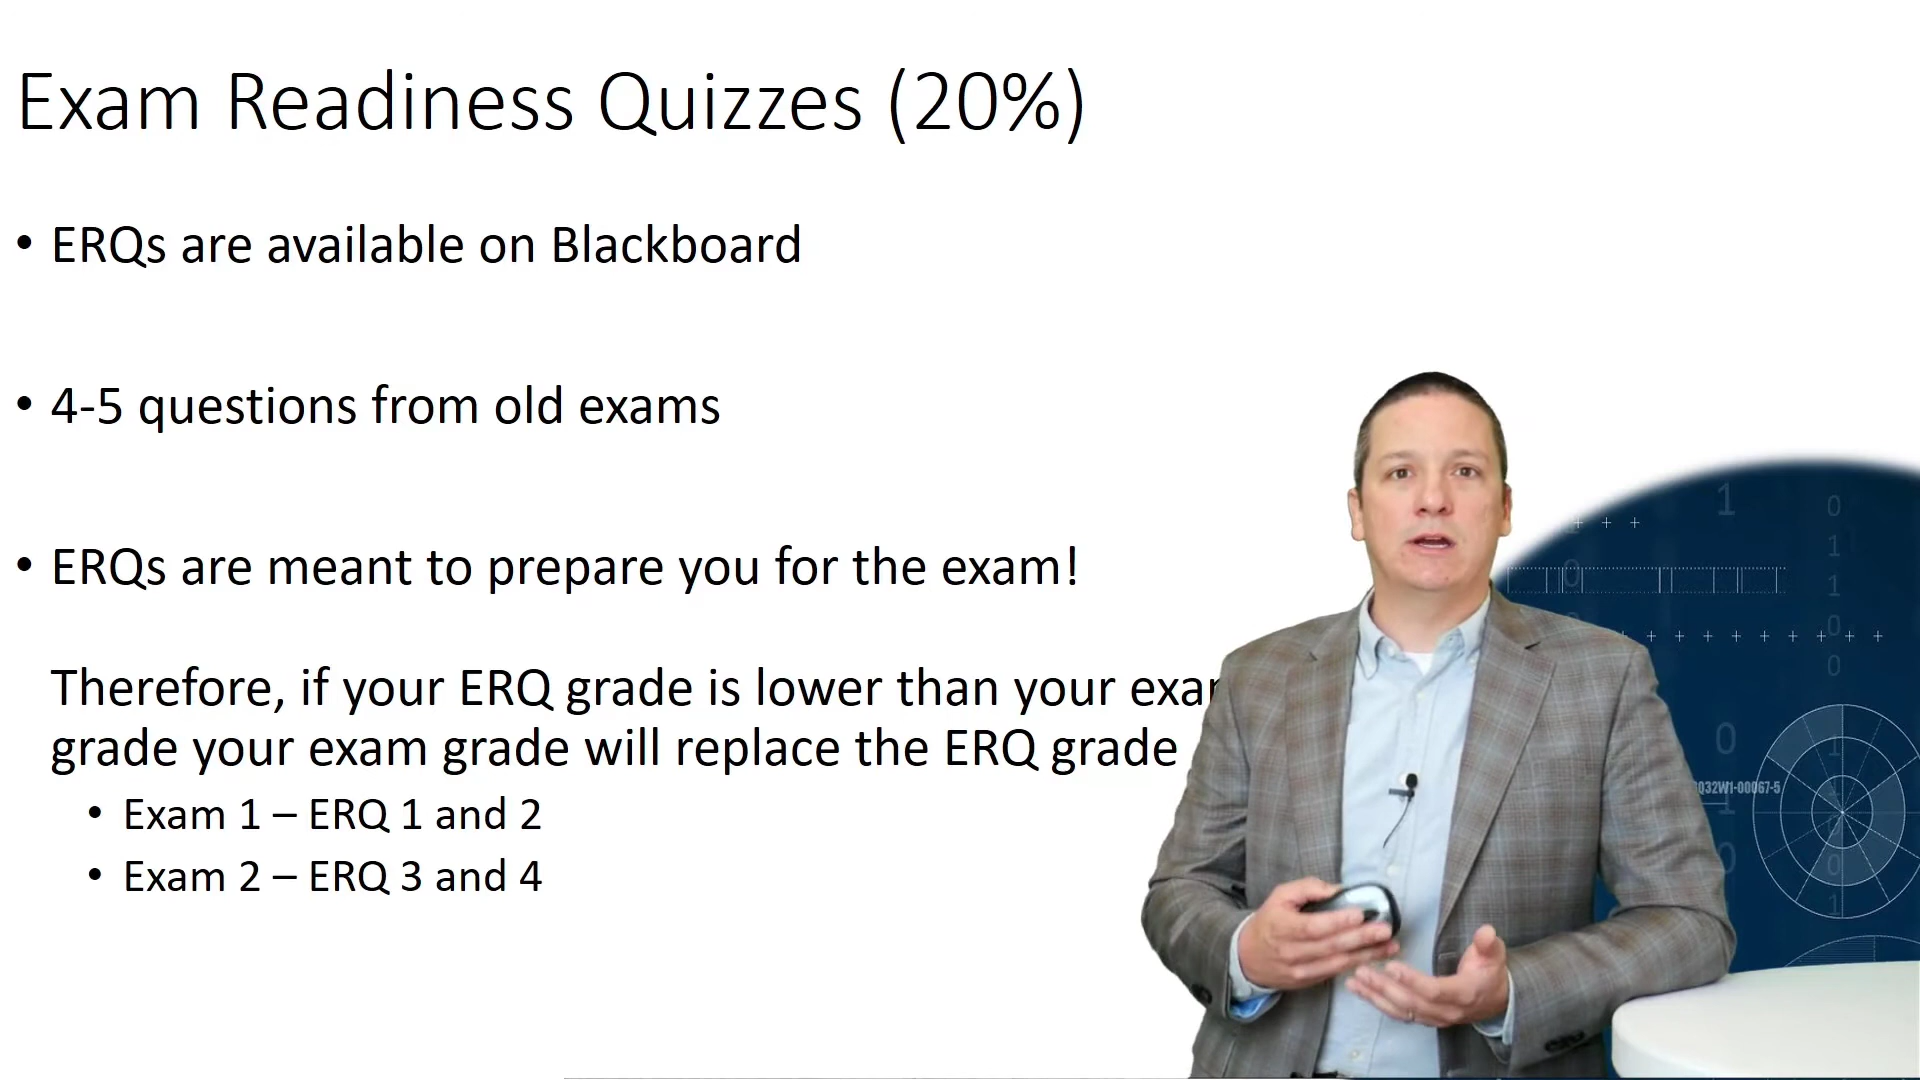 Exam Readiness Quizzes (20%)
• ERQs are available on Blackboard
• 4-5 questions from old exams
• ERQs are meant to prepare you for the exam!
Therefore, if your ERQ grade is lower than your
grade your exam grade will replace the ERQ grade
• Exam 1 – ERQ 1 and 2
• Exam 2 – ERQ 3 and 4